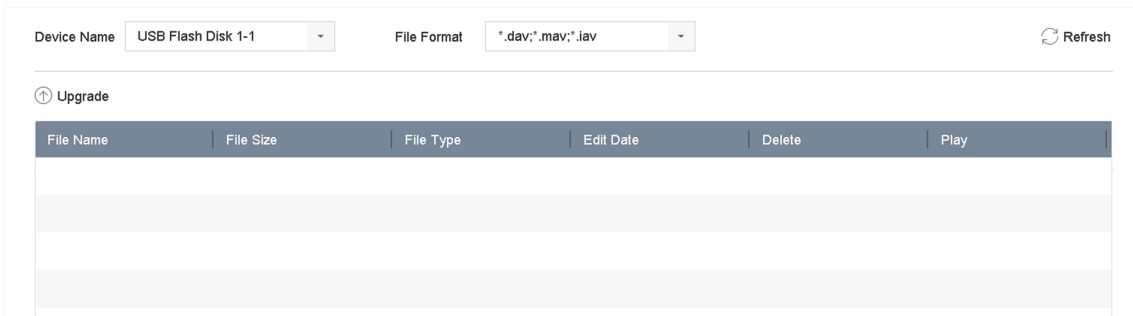 Device Name USB Flash Disk 1-1 File Format *.dav;*.mav;*.iav Refresh
Upgrade
File Name File Size File Type Edit Date Delete Play